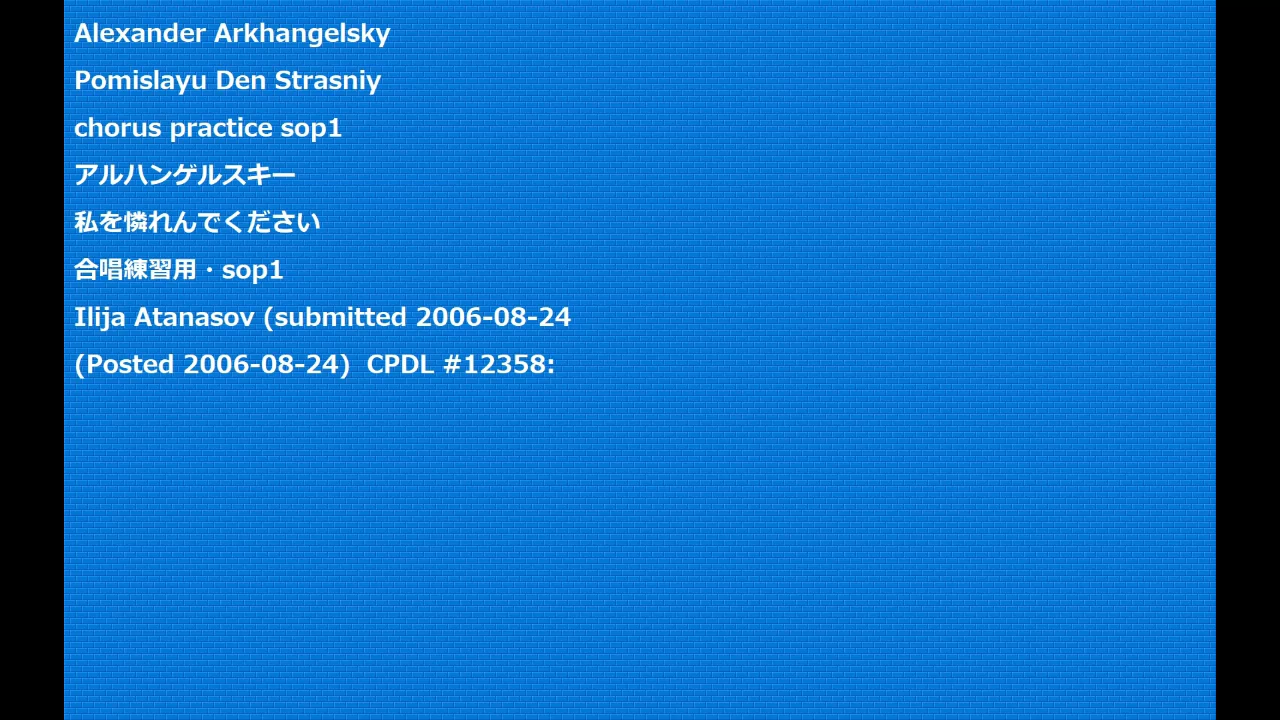 Alexander Arkhangelsky
Pomislayu Den Strasniy
chorus practice sop1
アルハンゲルスキー
私を憐れんでください
合唱練習用・sop1
Ilija Atanasov (submitted 2006-08-24
(Posted 2006-08-24)  CPDL #12358: